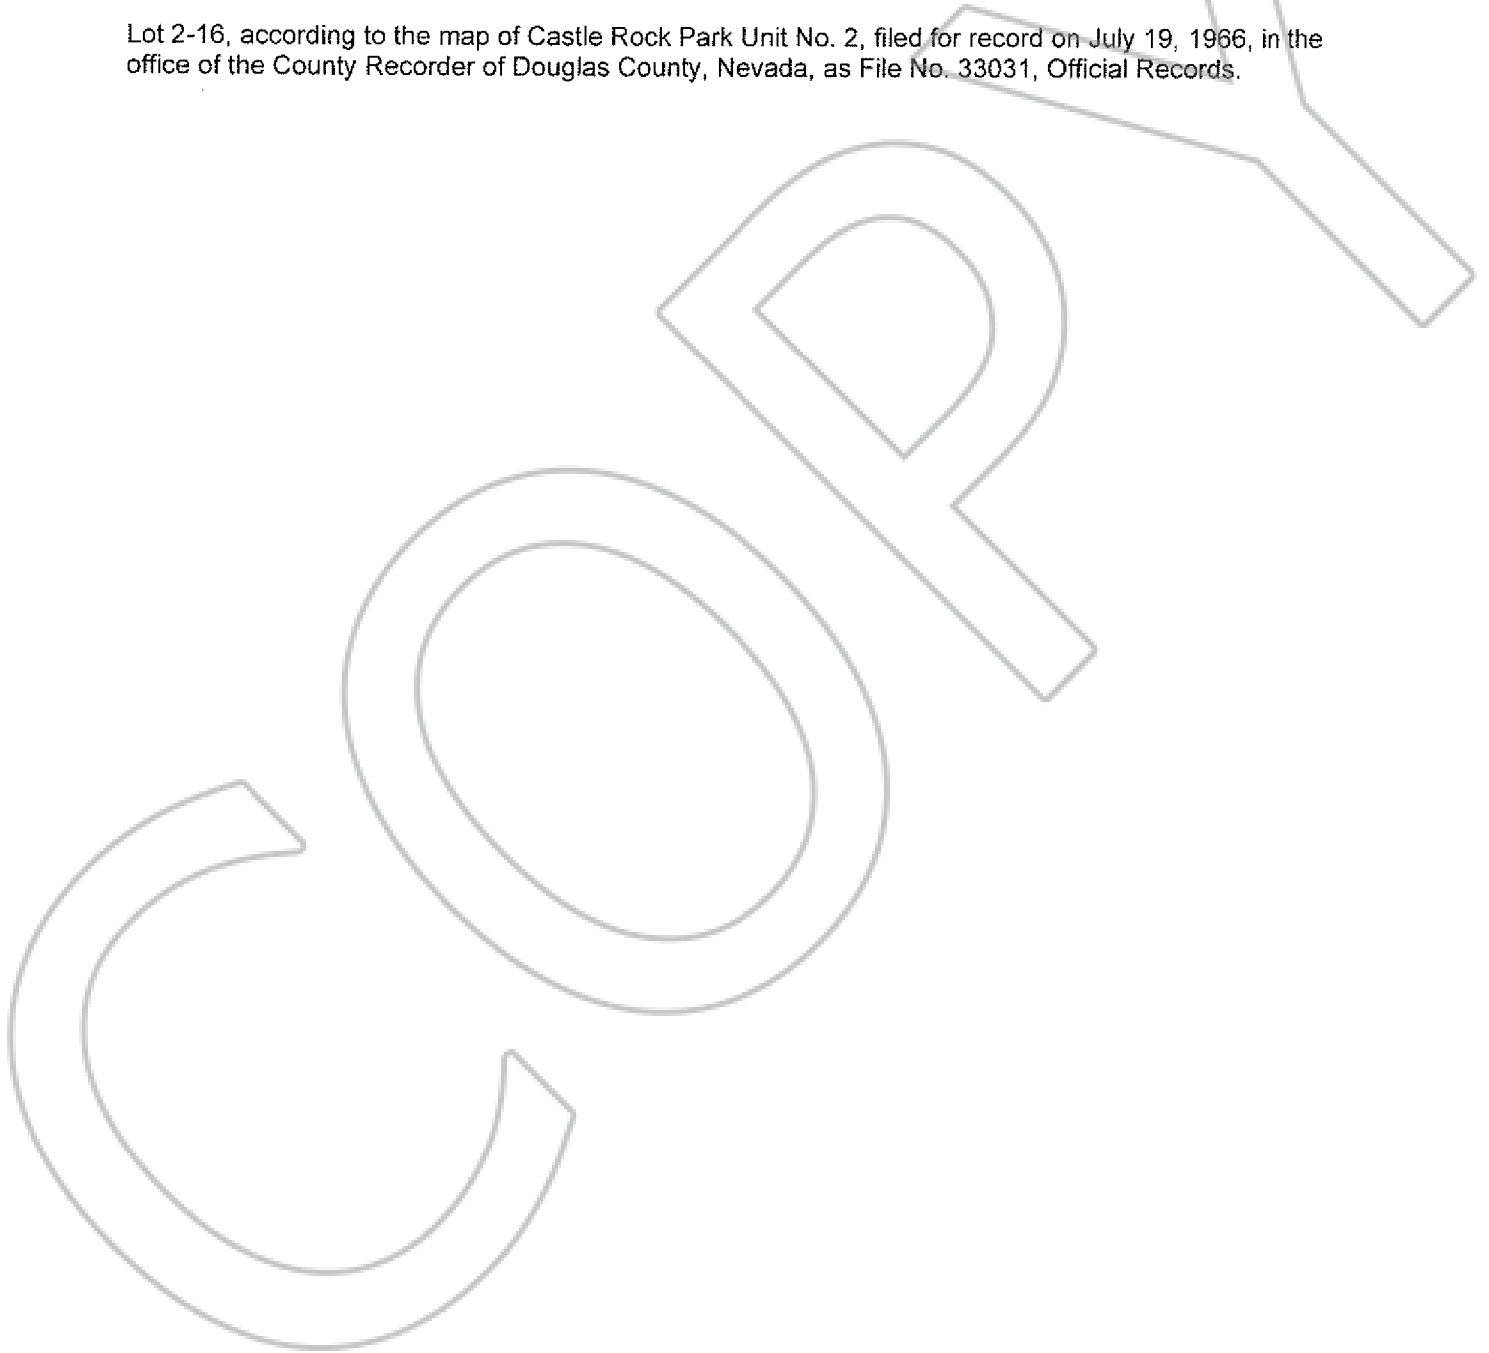 Lot 2-16, according to the map of Castle Rock Park Unit No. 2, filed for record on July 19, 1966, in the
office of the County Recorder of Douglas County, Nevada, as File No. 33031, Official Records.
COPY